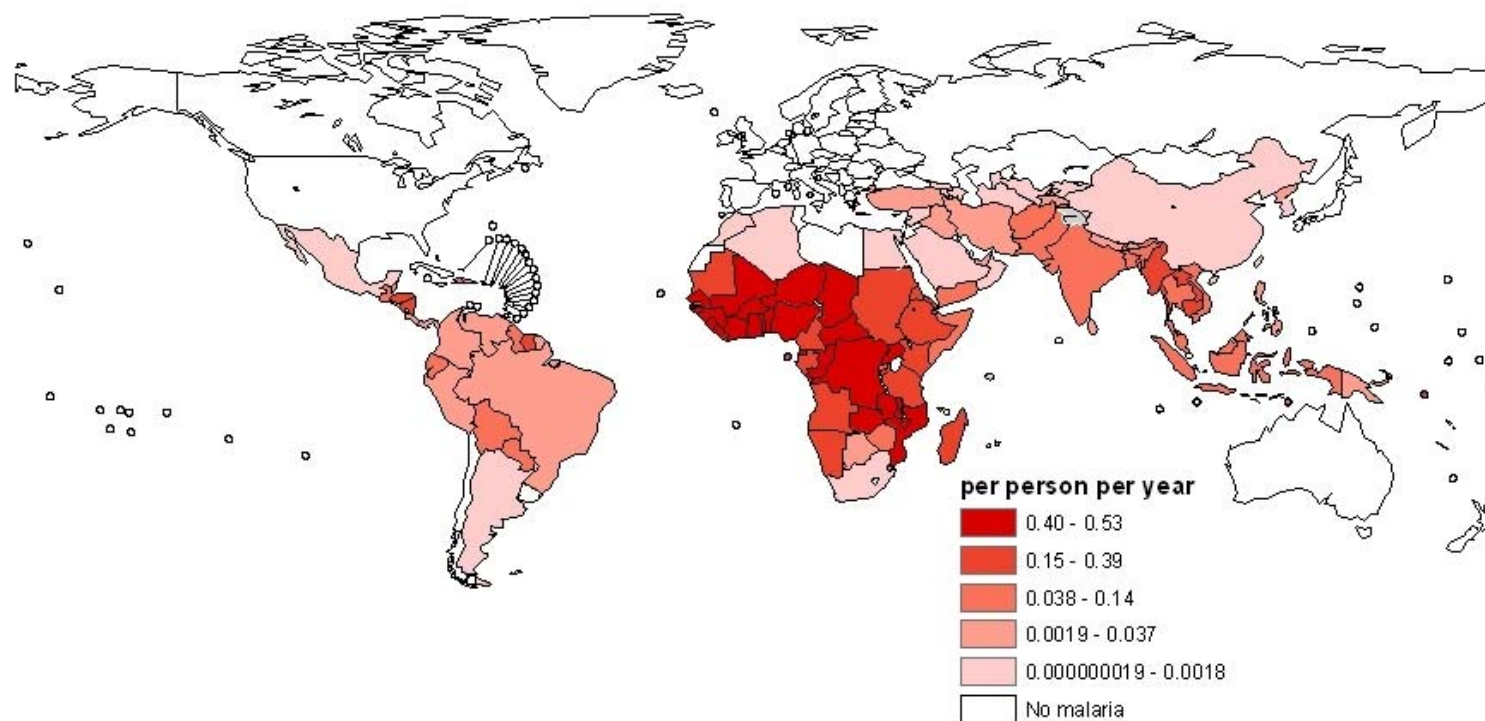 per person per year
0.40 - 0.53
0.15 - 0.39
0.038 - 0.14
0.0019 - 0.037
0.000000019 - 0.0018
No malaria